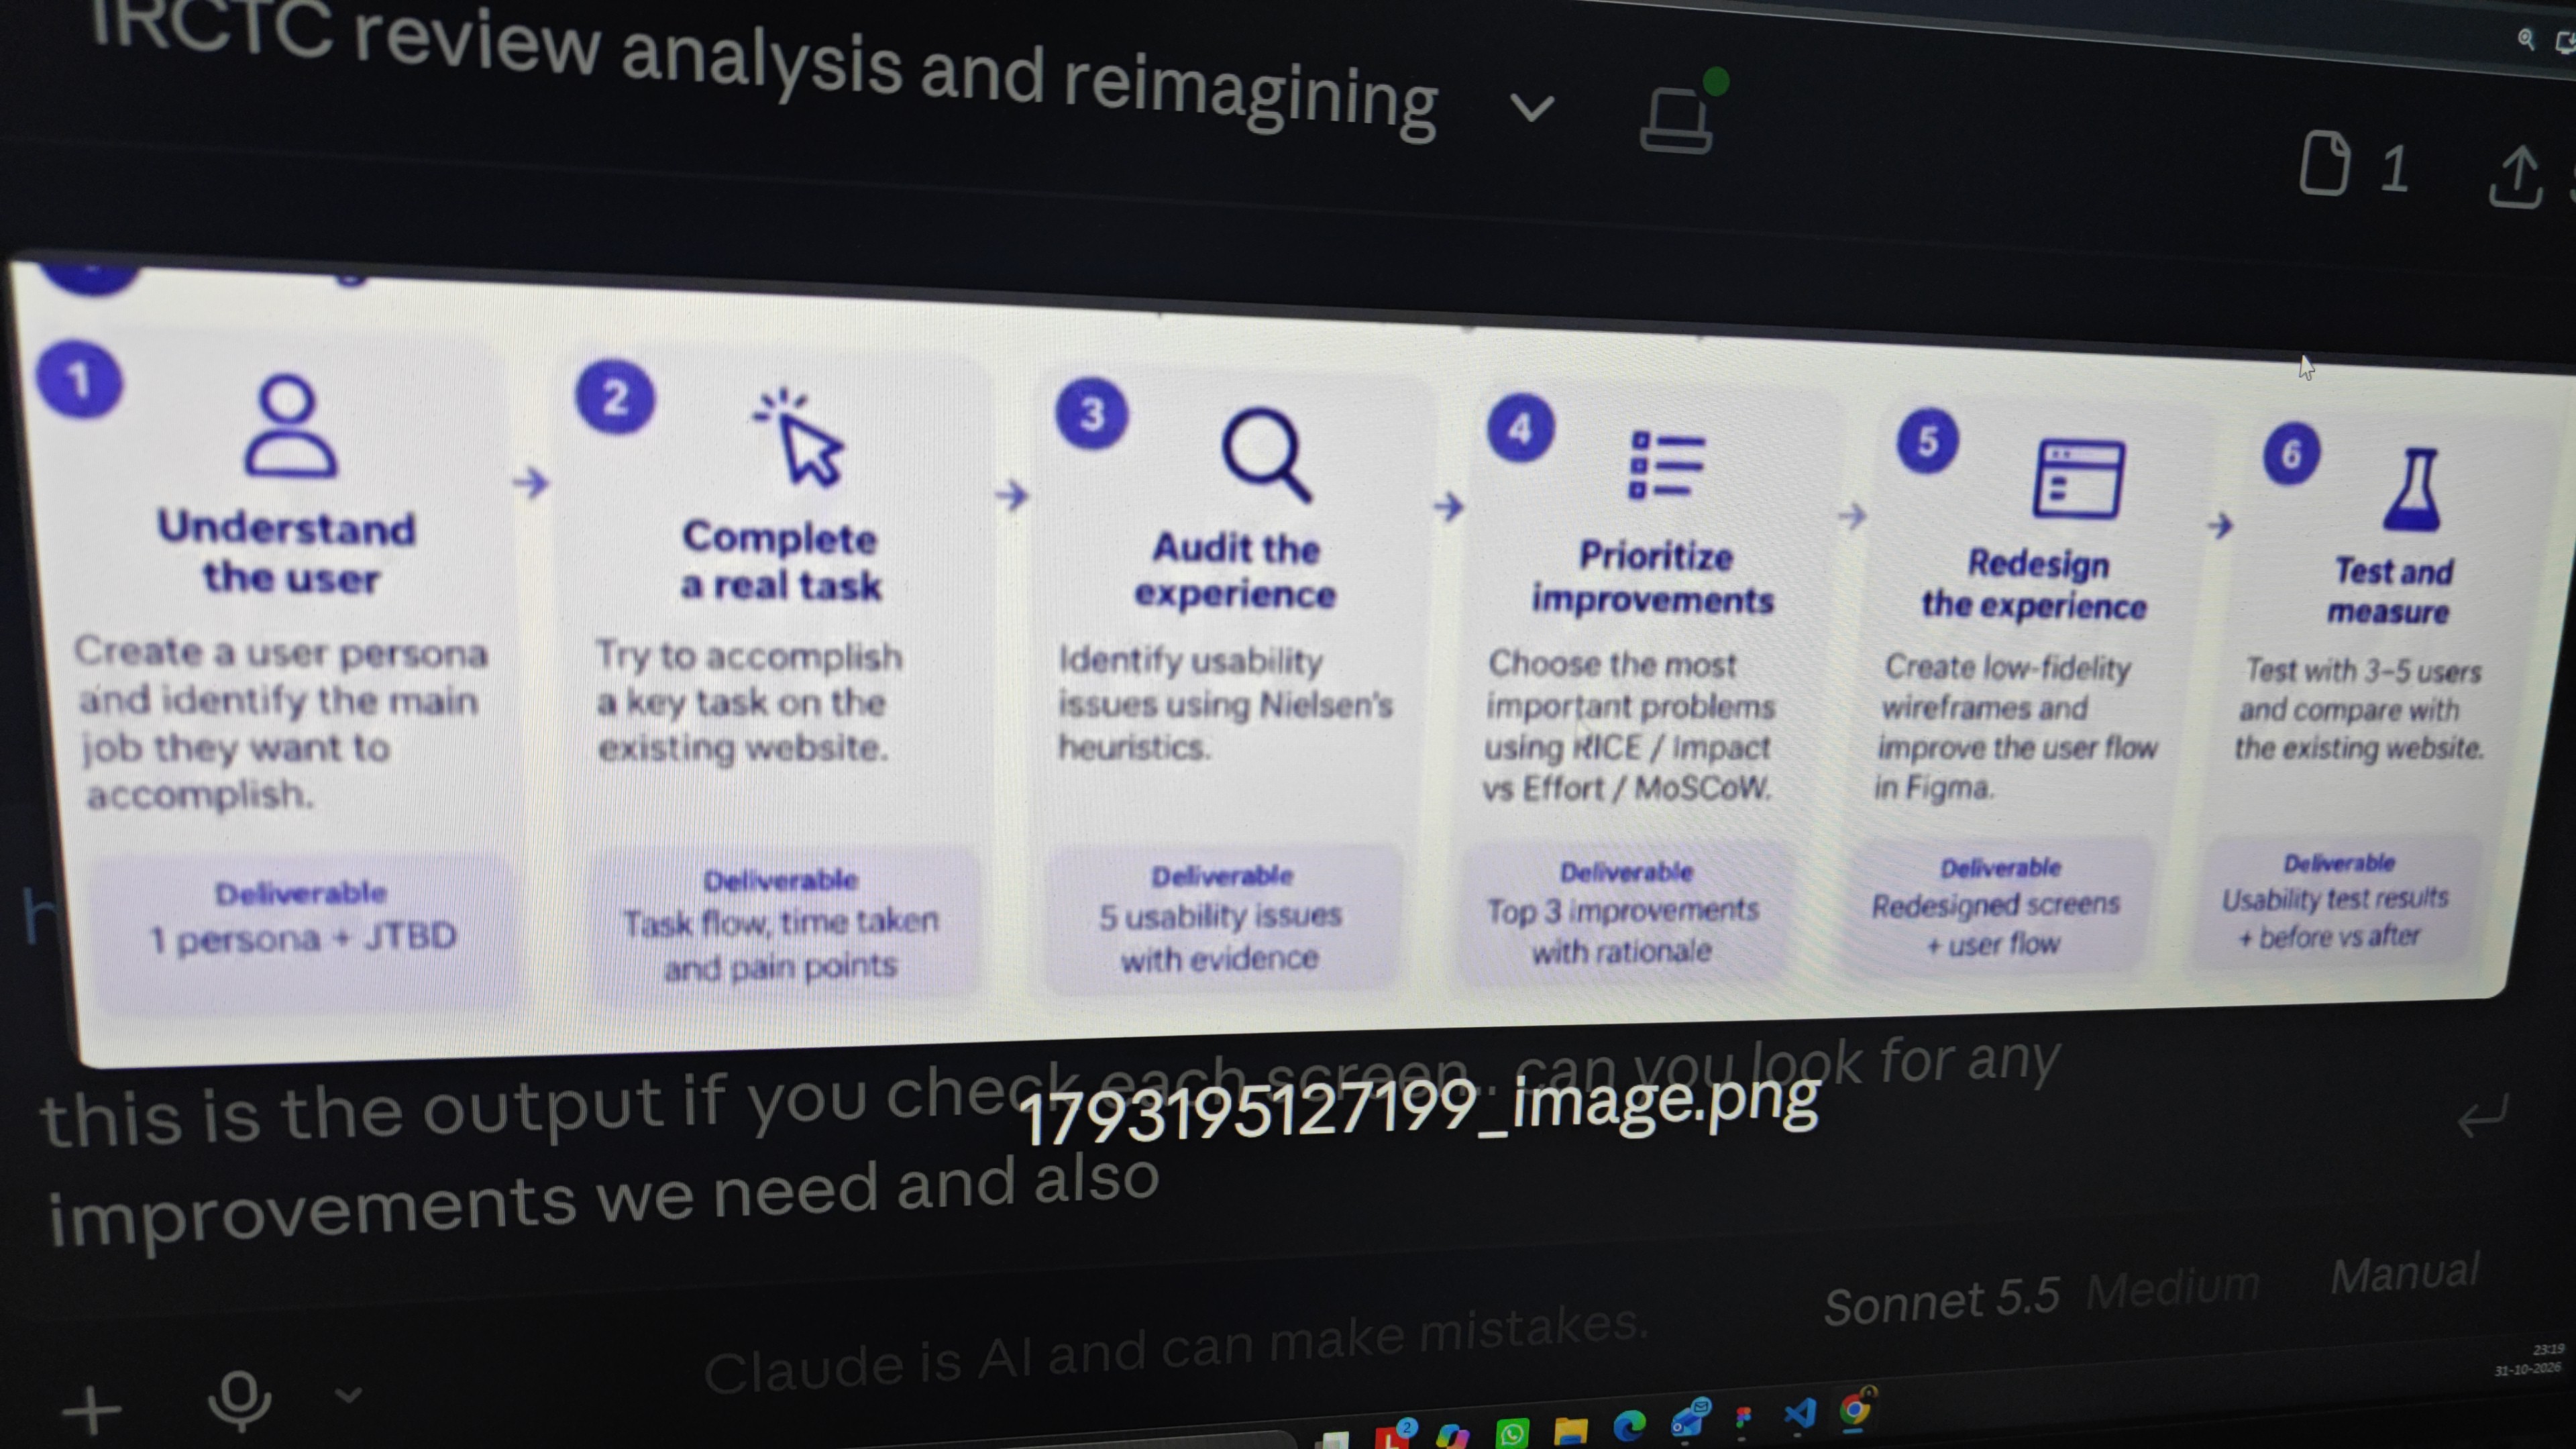 IRCTC review analysis and reimagining
1
1
Understand
the user
Create a user persona
and identify the main
job they want to
accomplish.
Deliverable
1 persona + JTBD
2
Complete
a real task
Try to accomplish
a key task on the
existing website.
Deliverable
Task flow, time taken
and pain points
3
Audit the
experience
Identify usability
issues using Nielsen's
heuristics.
Deliverable
5 usability issues
with evidence
4
Prioritize
improvements
Choose the most
important problems
using RICE / Impact
vs Effort / MoSCoW.
Deliverable
Top 3 improvements
with rationale
5
Redesign
the experience
Create low-fidelity
wireframes and
improve the user flow
in Figma.
Deliverable
Redesigned screens
+ user flow
6
Test and
measure
Test with 3–5 users
and compare with
the existing website.
Deliverable
Usability test results
+ before vs after
h
this is the output if you check each screen.. can you look for any
1793195127199_image.png
improvements we need and also
Sonnet 5.5 Medium Manual
Claude is AI and can make mistakes.
23:19
31-10-2026
2